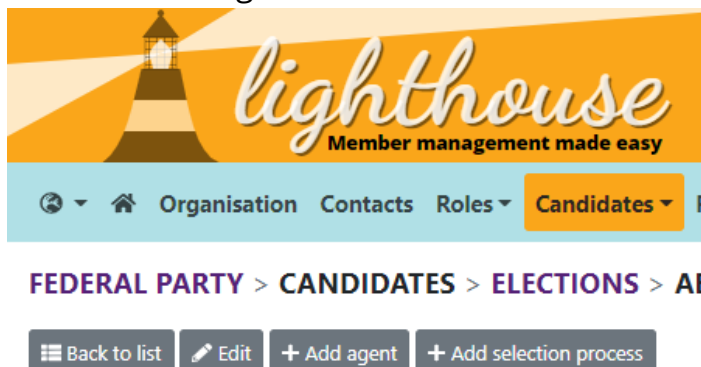 lighthouse
Member management made easy
Organisation Contacts Roles Candidates
FEDERAL PARTY > CANDIDATES > ELECTIONS >
Back to list Edit + Add agent + Add selection process